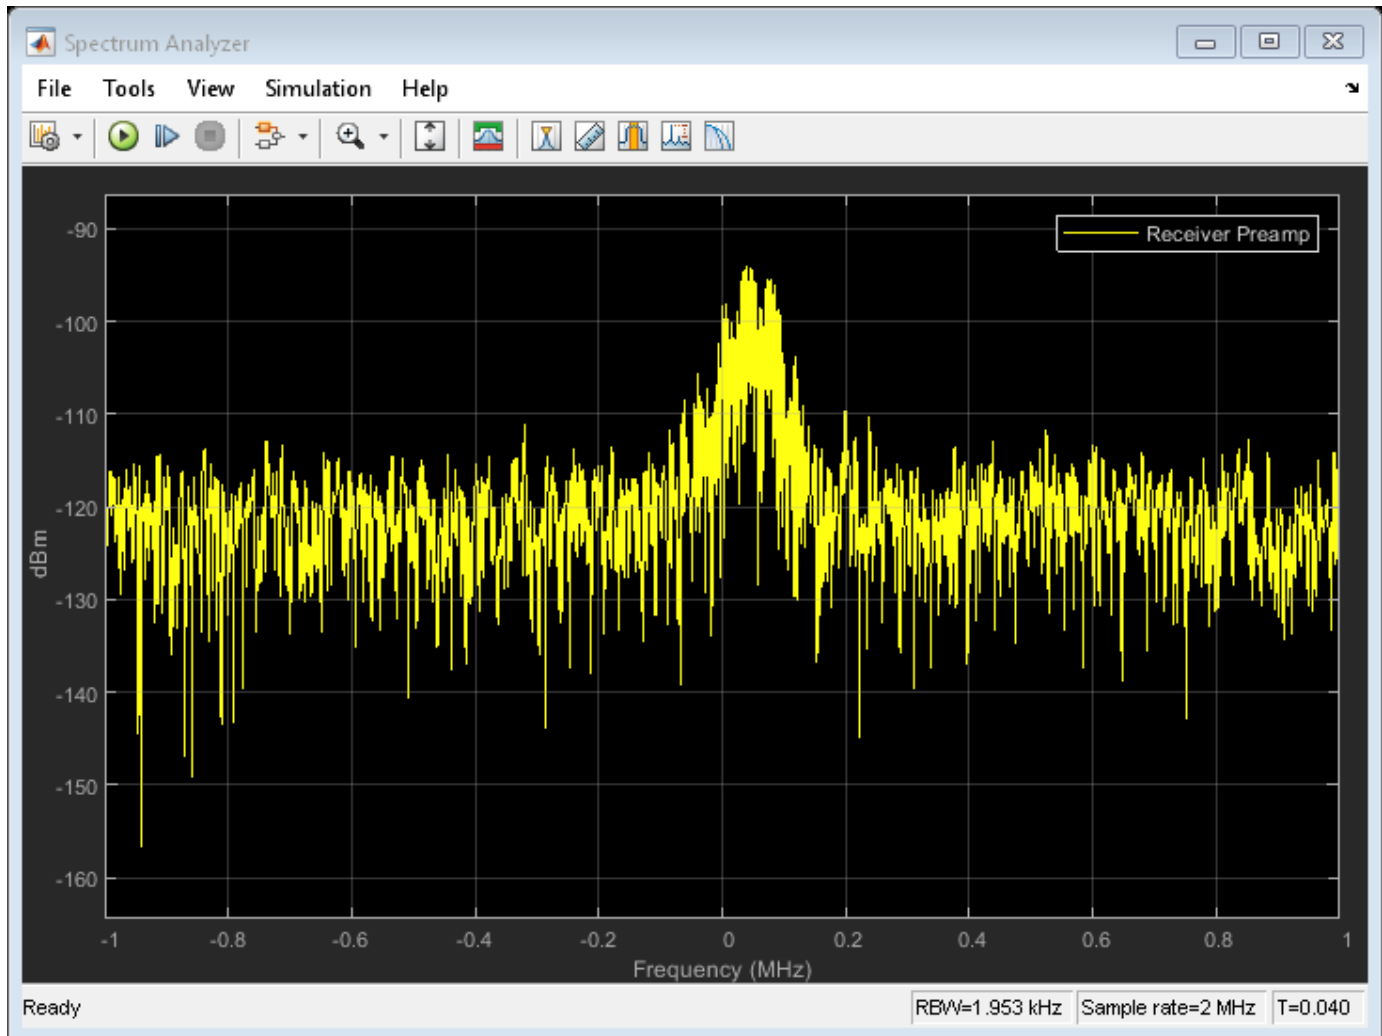 Spectrum Analyzer
File Tools View Simulation Help
Receiver Preamp
-90
-100
-110
-120
-130
-140
-150
-160
dBm
-1 -0.8 -0.6 -0.4 -0.2 0 0.2 0.4 0.6 0.8 1
Frequency (MHz)
Ready RBW=1.953 kHz Sample rate=2 MHz T=0.040